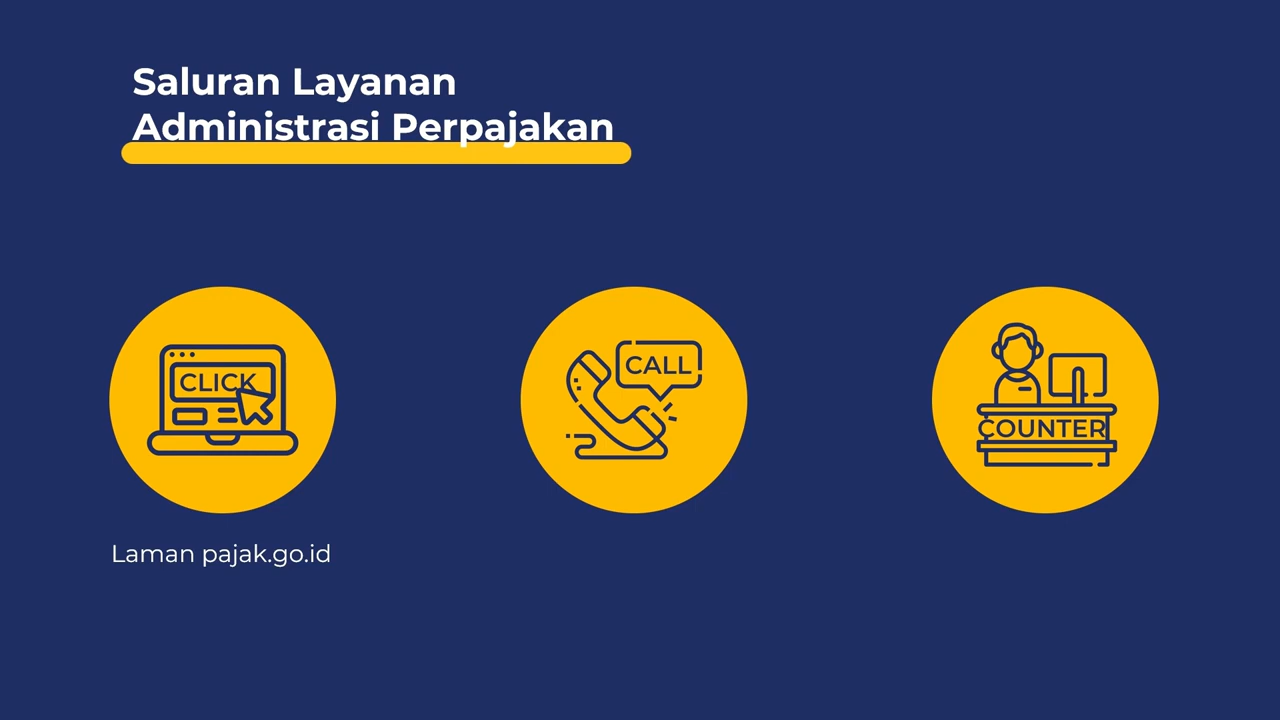 Saluran Layanan
Administrasi Perpajakan
CLICK
CALL
COUNTER
Laman pajak.go.id